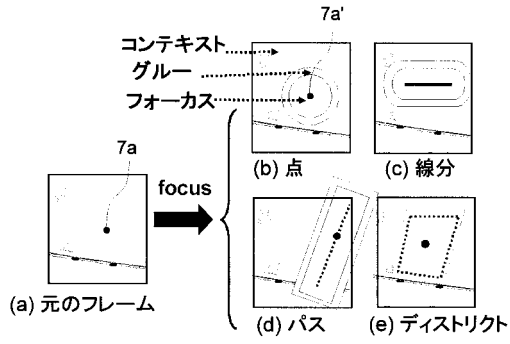 7a'
コンテキスト
グルー
フォーカス
(b) 点
(c) 線分
7a
focus
(a) 元のフレーム
(d) パス
(e) ディストリクト